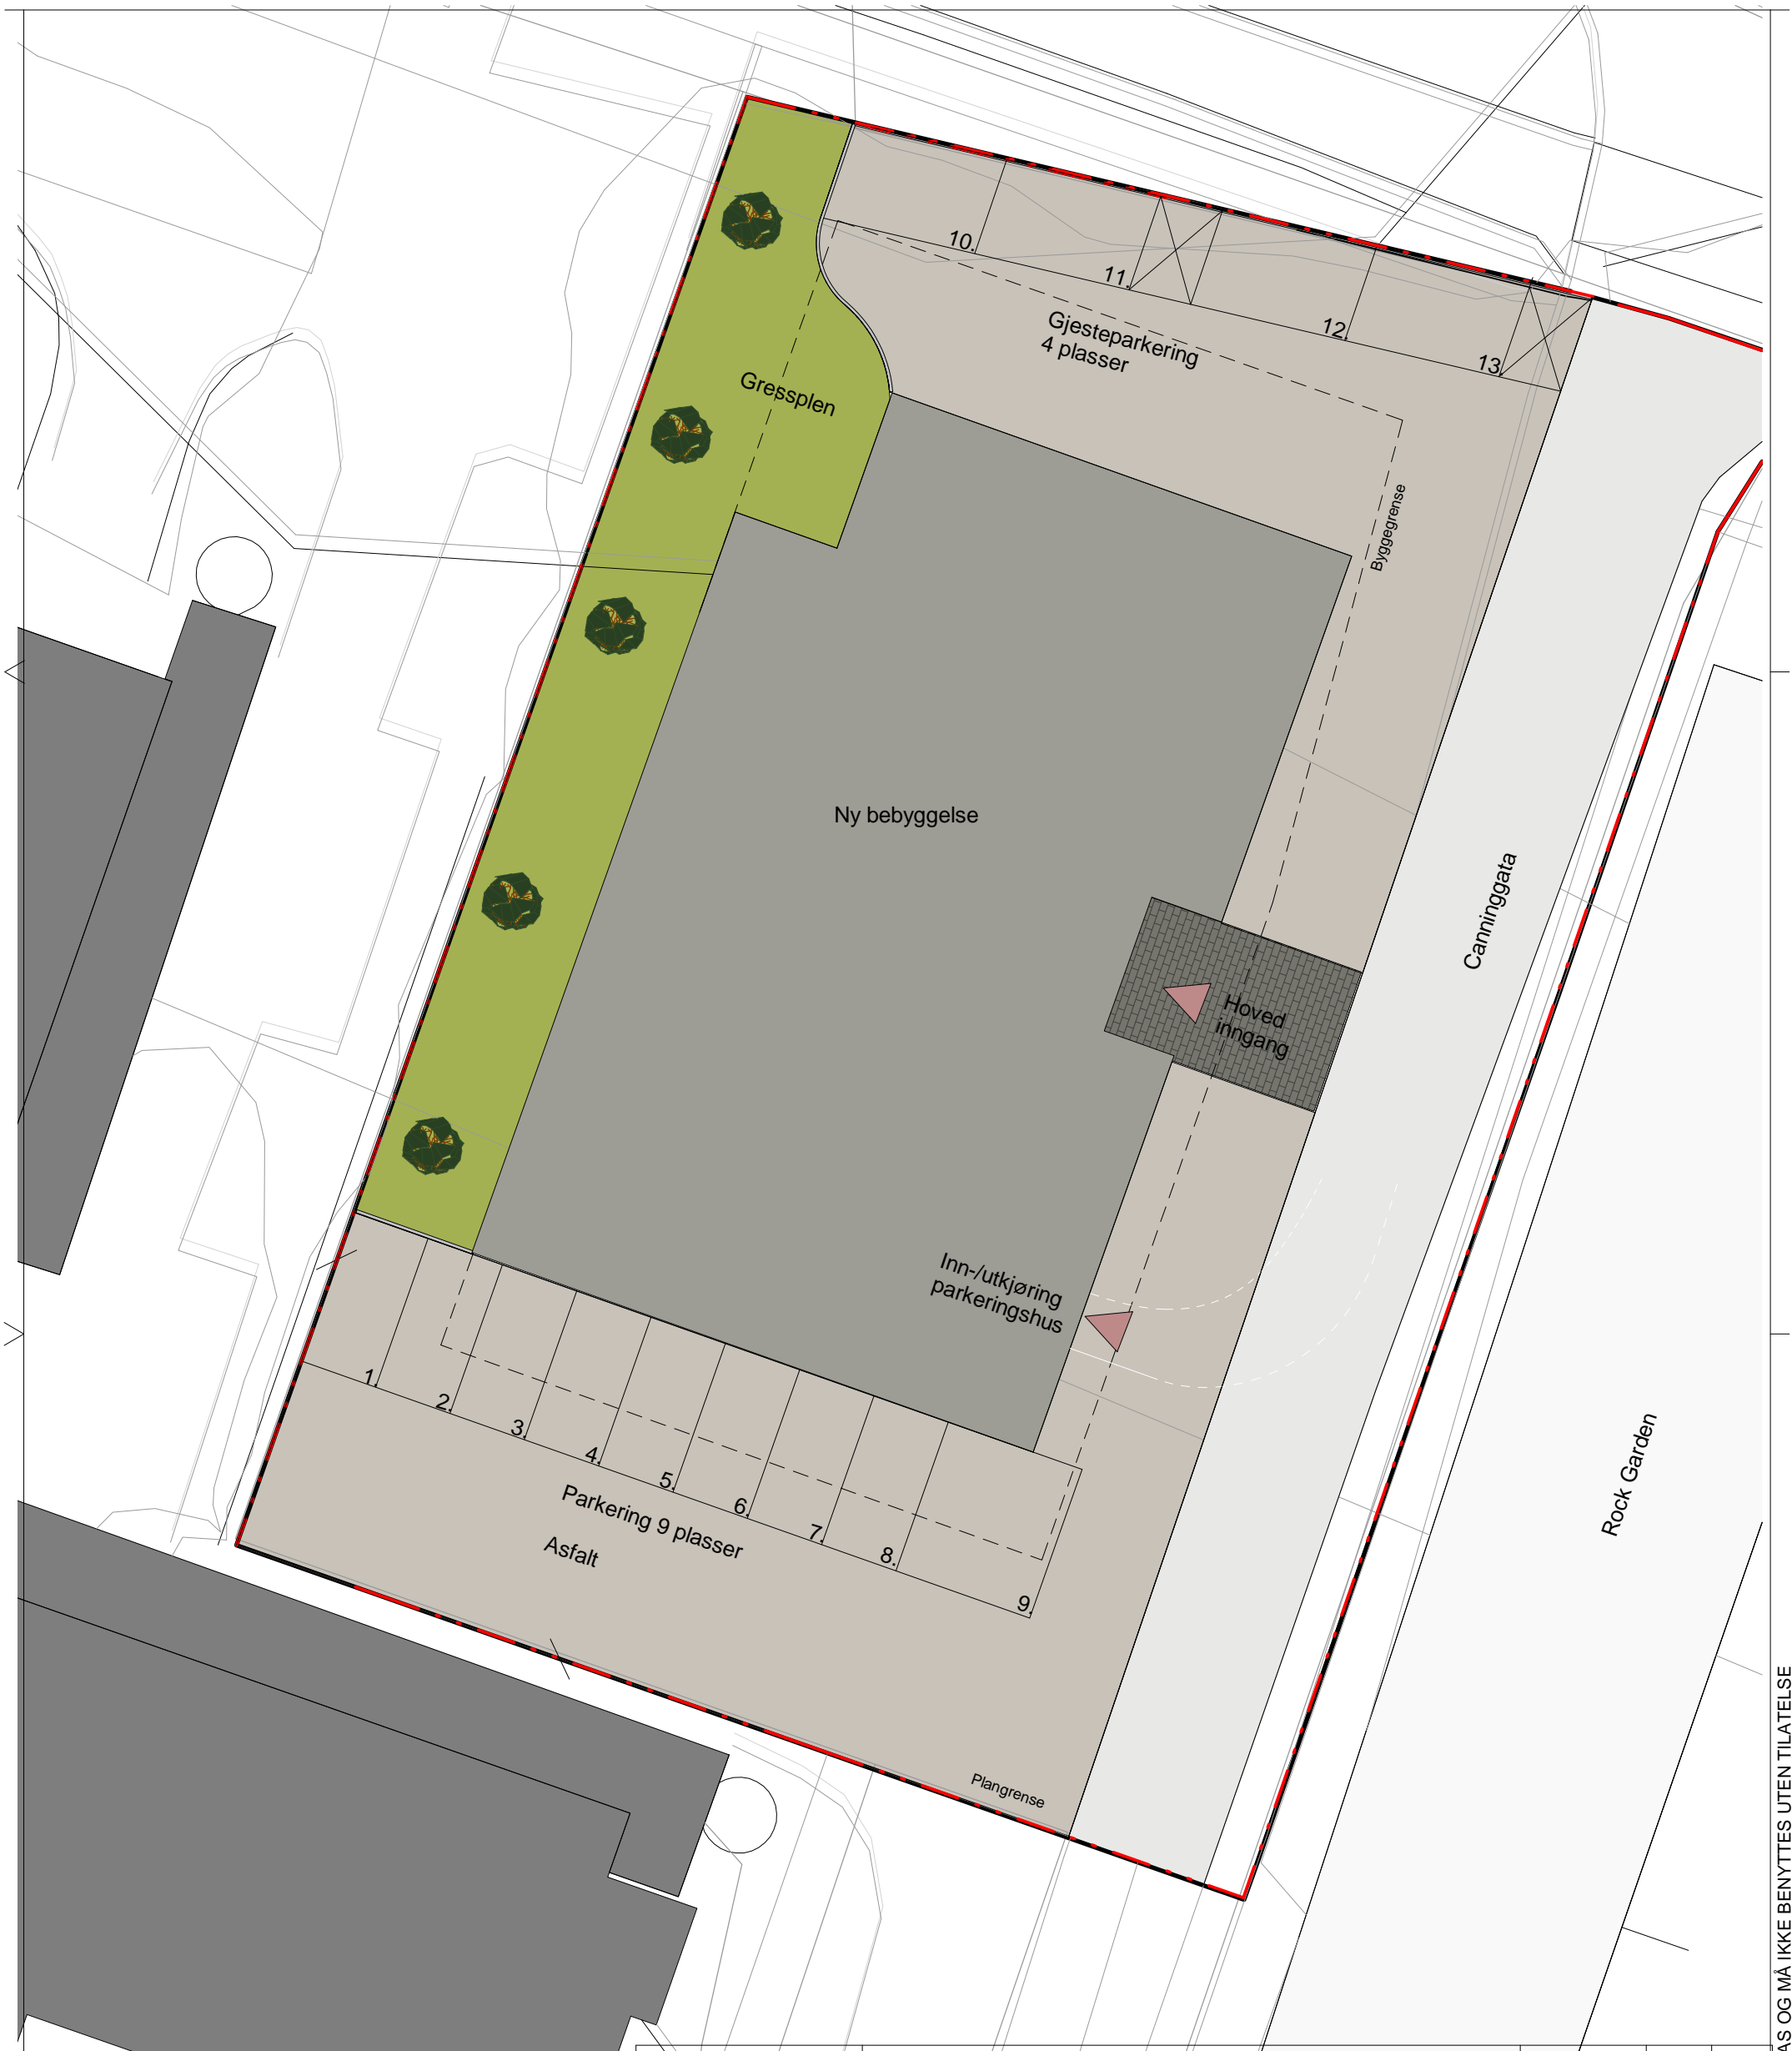 10.
11.
12.
13.
Gjesteparkering
4 plasser
Gressplen
Byggegrense
Ny bebyggelse
Canninggata
Hoved
inngang
Inn-/utkjøring
parkeringshus
1.
2.
3.
4.
5.
6.
7.
8.
9.
Parkering 9 plasser
Asfalt
Rock Garden
Plangrense
AS OG MÅ IKKE BENYTTES UTEN TILATELSE